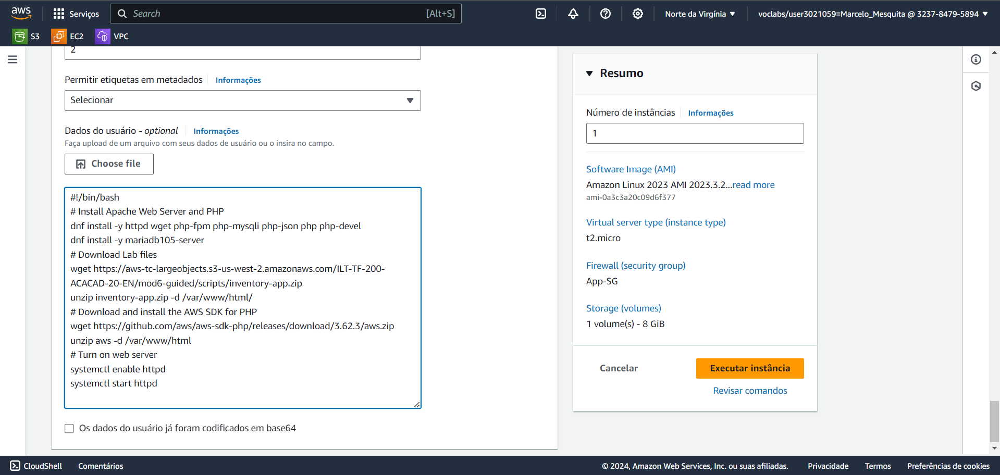 aws
Serviços
Search
[Alt+S]
Norte da Virgínia
voclabs/user3021059=Marcelo_Mesquita @ 3237-8479-5894
S3
EC2
VPC
2
Permitir etiquetas em metadados
Informações
Selecionar
Dados do usuário - optional
Informações
Faça upload de um arquivo com seus dados de usuário ou o insira no campo.
Choose file
#!/bin/bash
# Install Apache Web Server and PHP
dnf install -y httpd wget php-fpm php-mysqli php-json php php-devel
dnf install -y mariadb105-server
# Download Lab files
wget https://aws-tc-largeobjects.s3-us-west-2.amazonaws.com/ILT-TF-200-
ACACAD-20-EN/mod6-guided/scripts/inventory-app.zip
unzip inventory-app.zip -d /var/www/html/
# Download and install the AWS SDK for PHP
wget https://github.com/aws/aws-sdk-php/releases/download/3.62.3/aws.zip
unzip aws -d /var/www/html
# Turn on web server
systemctl enable httpd
systemctl start httpd
Os dados do usuário já foram codificados em base64
Resumo
Número de instâncias
Informações
1
Software Image (AMI)
Amazon Linux 2023 AMI 2023.3.2...read more
ami-0a3c3a20c09d6f377
Virtual server type (instance type)
t2.micro
Firewall (security group)
App-SG
Storage (volumes)
1 volume(s) - 8 GiB
Cancelar
Executar instância
Revisar comandos
CloudShell
Comentários
© 2024, Amazon Web Services, Inc. ou suas afiliadas.
Privacidade
Termos
Preferências de cookies